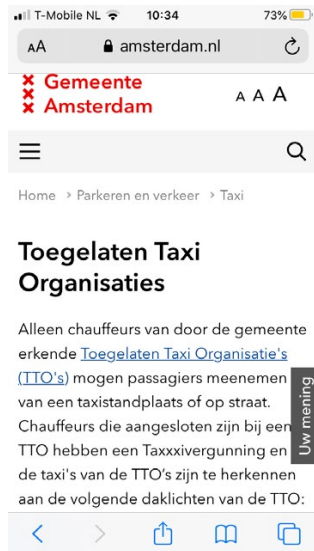 T-Mobile NL 10:34 73%
AA amsterdam.nl
Gemeente
Amsterdam
A A A
Home > Parkeren en verkeer > Taxi
Toegelaten Taxi
Organisaties
Alleen chauffeurs van door de gemeente
erkende Toegelaten Taxi Organisatie's
(TTO's) mogen passagiers meenemen
van een taxistandplaats of op straat.
Chauffeurs die aangesloten zijn bij een
TTO hebben een Taxxxivergunning en
de taxi's van de TTO’s zijn te herkennen
aan de volgende daklichten van de TTO:
Uw mening